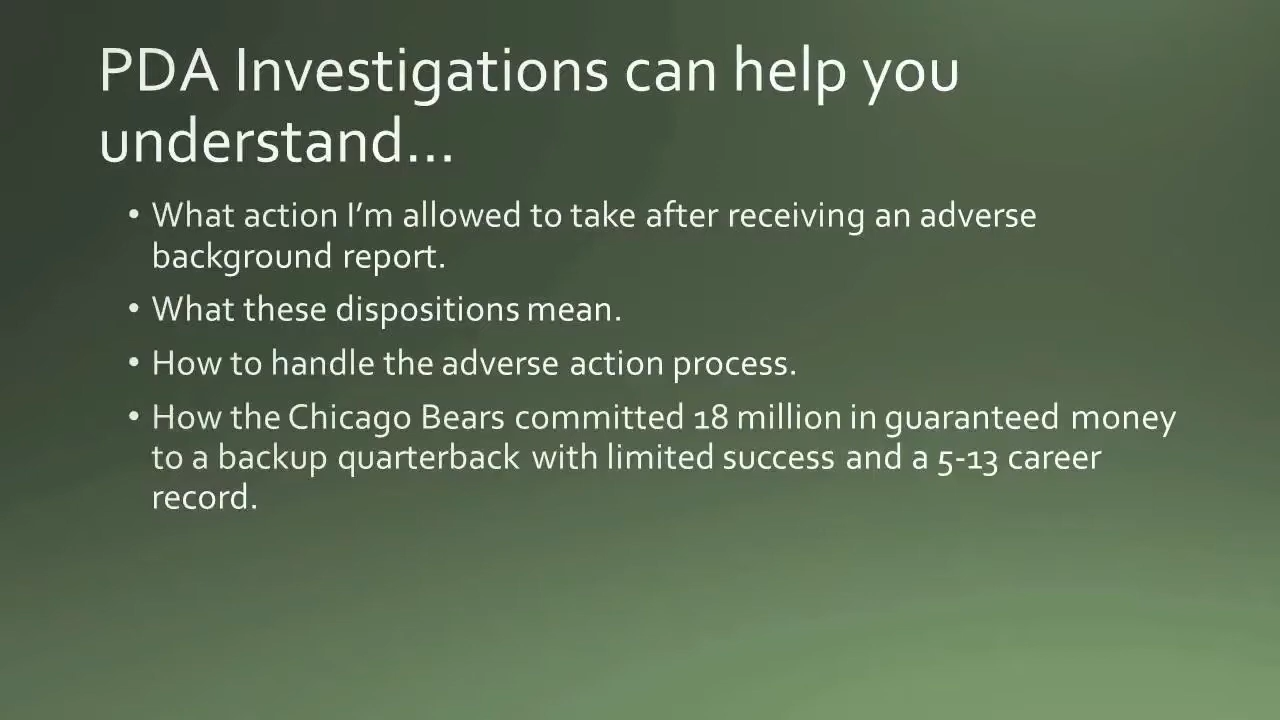 PDA Investigations can help you
understand...
• What action I'm allowed to take after receiving an adverse
background report.
• What these dispositions mean.
• How to handle the adverse action process.
• How the Chicago Bears committed 18 million in guaranteed money
to a backup quarterback with limited success and a 5-13 career
record.